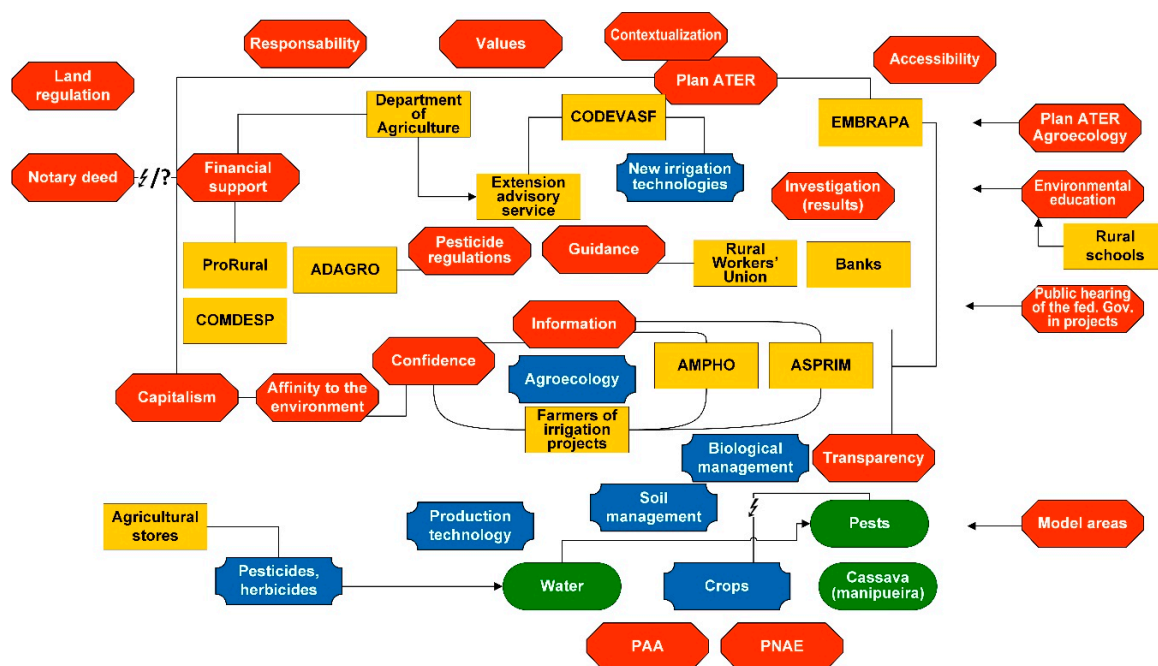 Responsability
Values
Contextualization
Accessibility
Land
regulation
Plan ATER
Department
of
Agriculture
CODEVASF
EMBRAPA
Plan ATER
Agroecology
Notary deed
/?
Financial
support
New irrigation
technologies
Extension
advisory
service
Investigation
(results)
Environmental
education
Rural
schools
Pesticide
regulations
Guidance
Rural
Workers'
Union
Banks
ProRural
ADAGRO
Public hearing
of the fed. Gov.
in projects
COMDESP
Information
Confidence
Agroecology
AMPHO
ASPRIM
Capitalism
Affinity to the
environment
Farmers of
irrigation
projects
Biological
management
Transparency
Soil
management
Agricultural
stores
Production
technology
Pests
Model areas
Pesticides,
herbicides
Water
Crops
Cassava
(manipueira)
PAA
PNAE